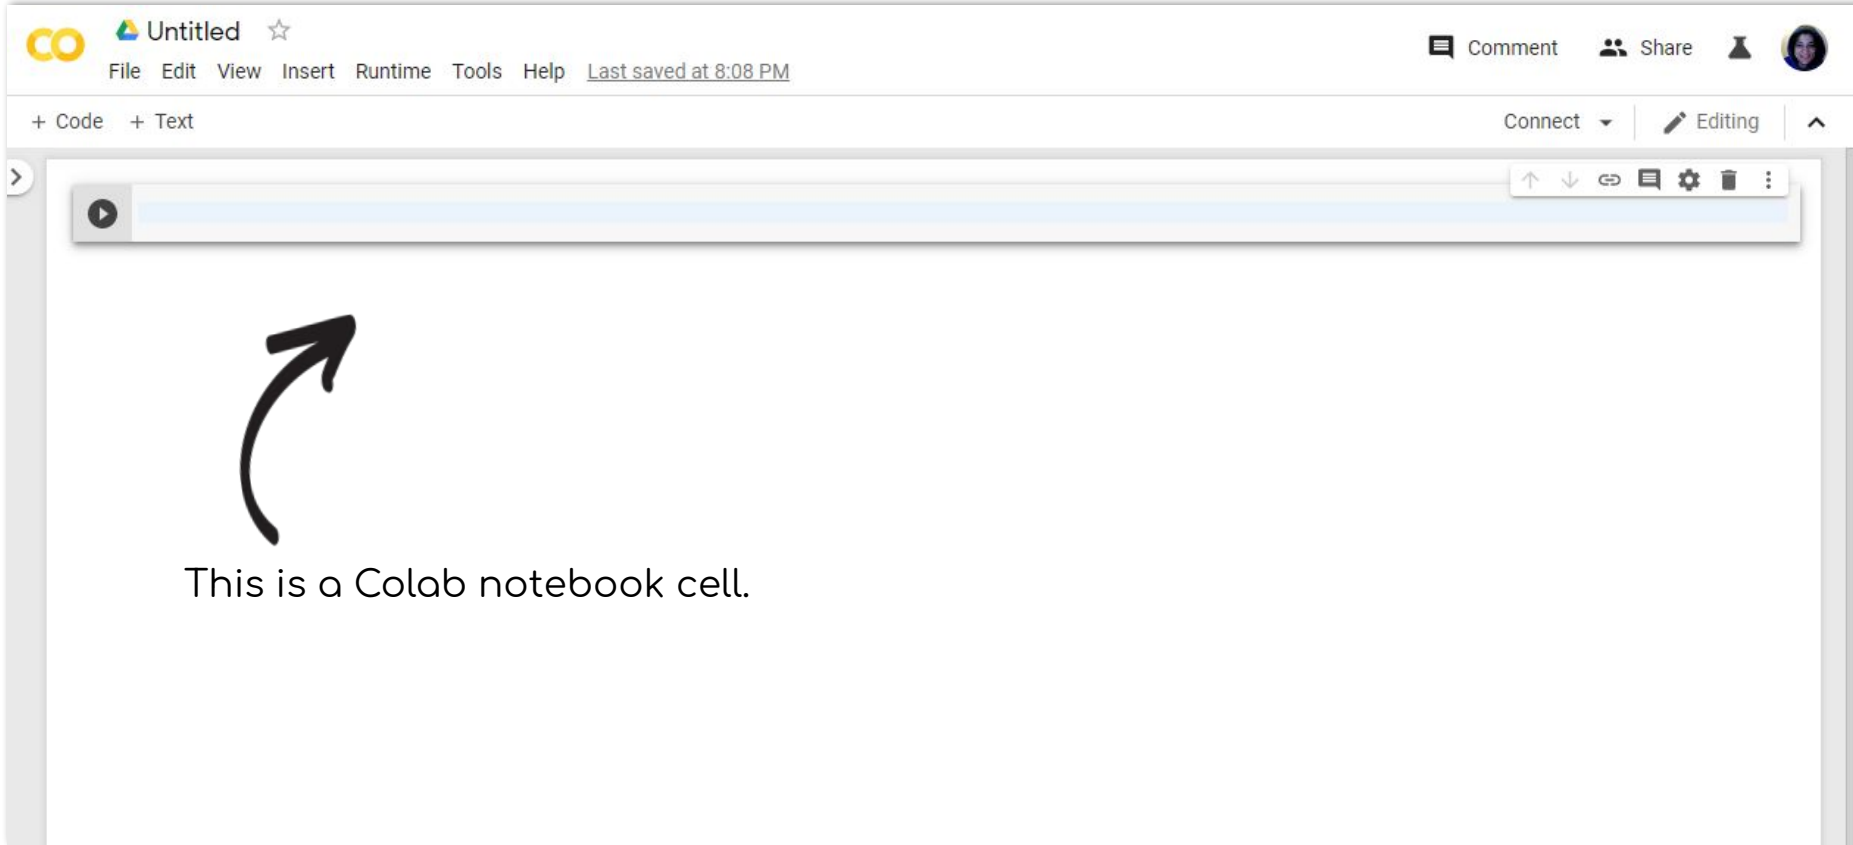 CO Untitled
File Edit View Insert Runtime Tools Help Last saved at 8:08 PM
Comment Share
+ Code + Text
Connect Editing
This is a Colab notebook cell.